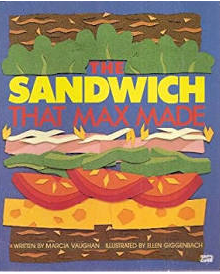 THE
SANDWICH
THAT MAX MADE
WRITTEN BY MARCIA VAUGHAN ILLUSTRATED BY ELLEN GIGGENBACH